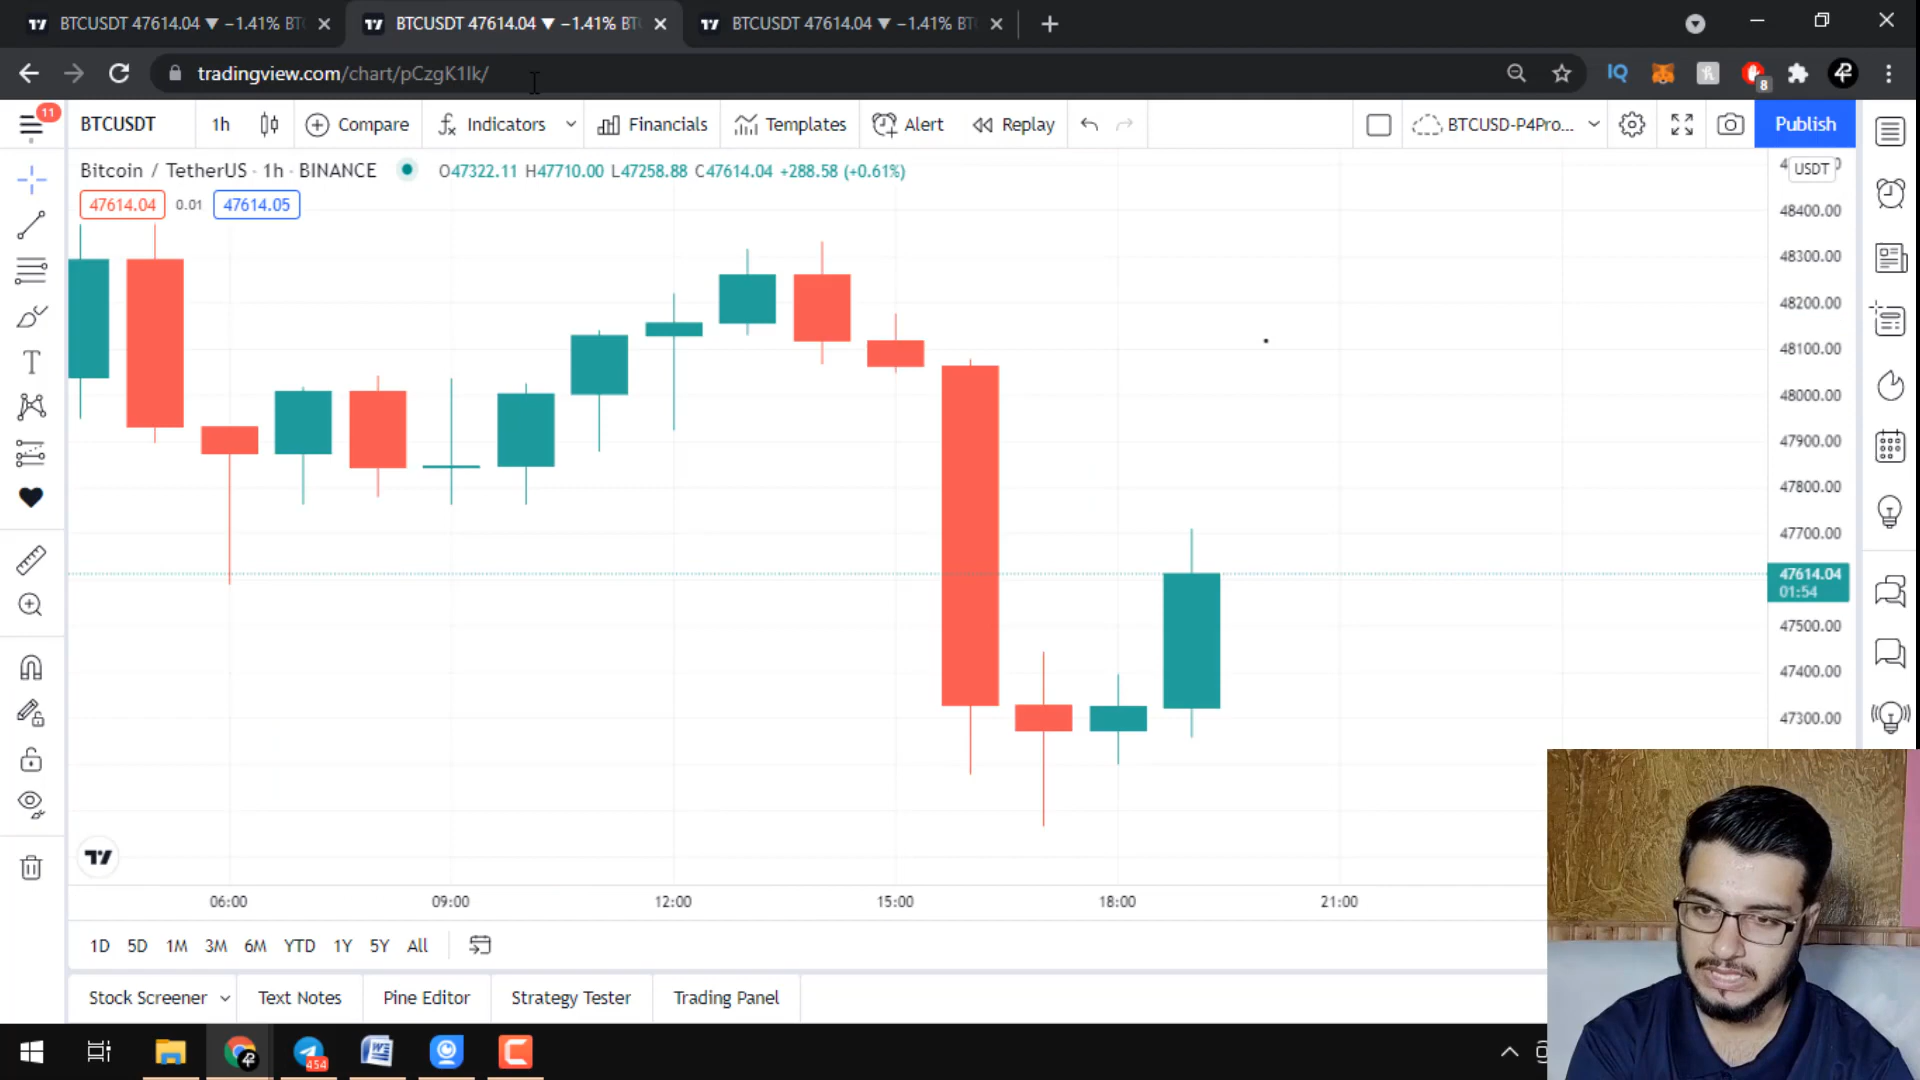 BTCUSDT 47614.04 ▼ −1.41% BT
BTCUSDT 47614.04 ▼ −1.41% BT
BTCUSDT 47614.04 ▼ −1.41% BT
tradingview.com/chart/pCzgK1Ik/
IQ
8
11
BTCUSDT
1h
Compare
Indicators
Financials
Templates
Alert
Replay
BTCUSD-P4Pro...
Publish
Bitcoin / TetherUS · 1h · BINANCE
O47322.11 H47710.00 L47258.88 C47614.04 +288.58 (+0.61%)
47614.04
0.01
47614.05
USDT
48400.00
48300.00
48200.00
48100.00
48000.00
47900.00
47800.00
47700.00
47614.04
01:54
47500.00
47400.00
47300.00
06:00
09:00
12:00
15:00
18:00
21:00
1D 5D 1M 3M 6M YTD 1Y 5Y All
Stock Screener
Text Notes
Pine Editor
Strategy Tester
Trading Panel
454